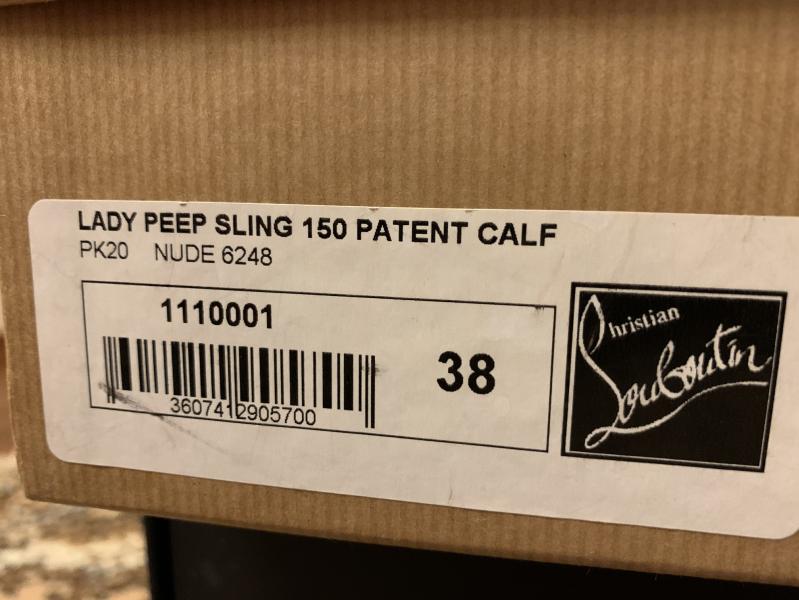 LADY PEEP SLING 150 PATENT CALF
PK20 NUDE 6248
1110001
38
3607412905700
Christian
Louboutin